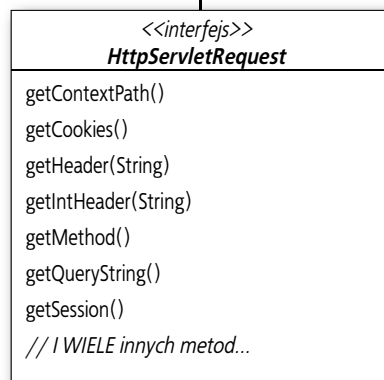 <<interfejs>>
HttpServletRequest
getContextPath()
getCookies()
getHeader(String)
getIntHeader(String)
getMethod()
getQueryString()
getSession()
// I WIELE innych metod...